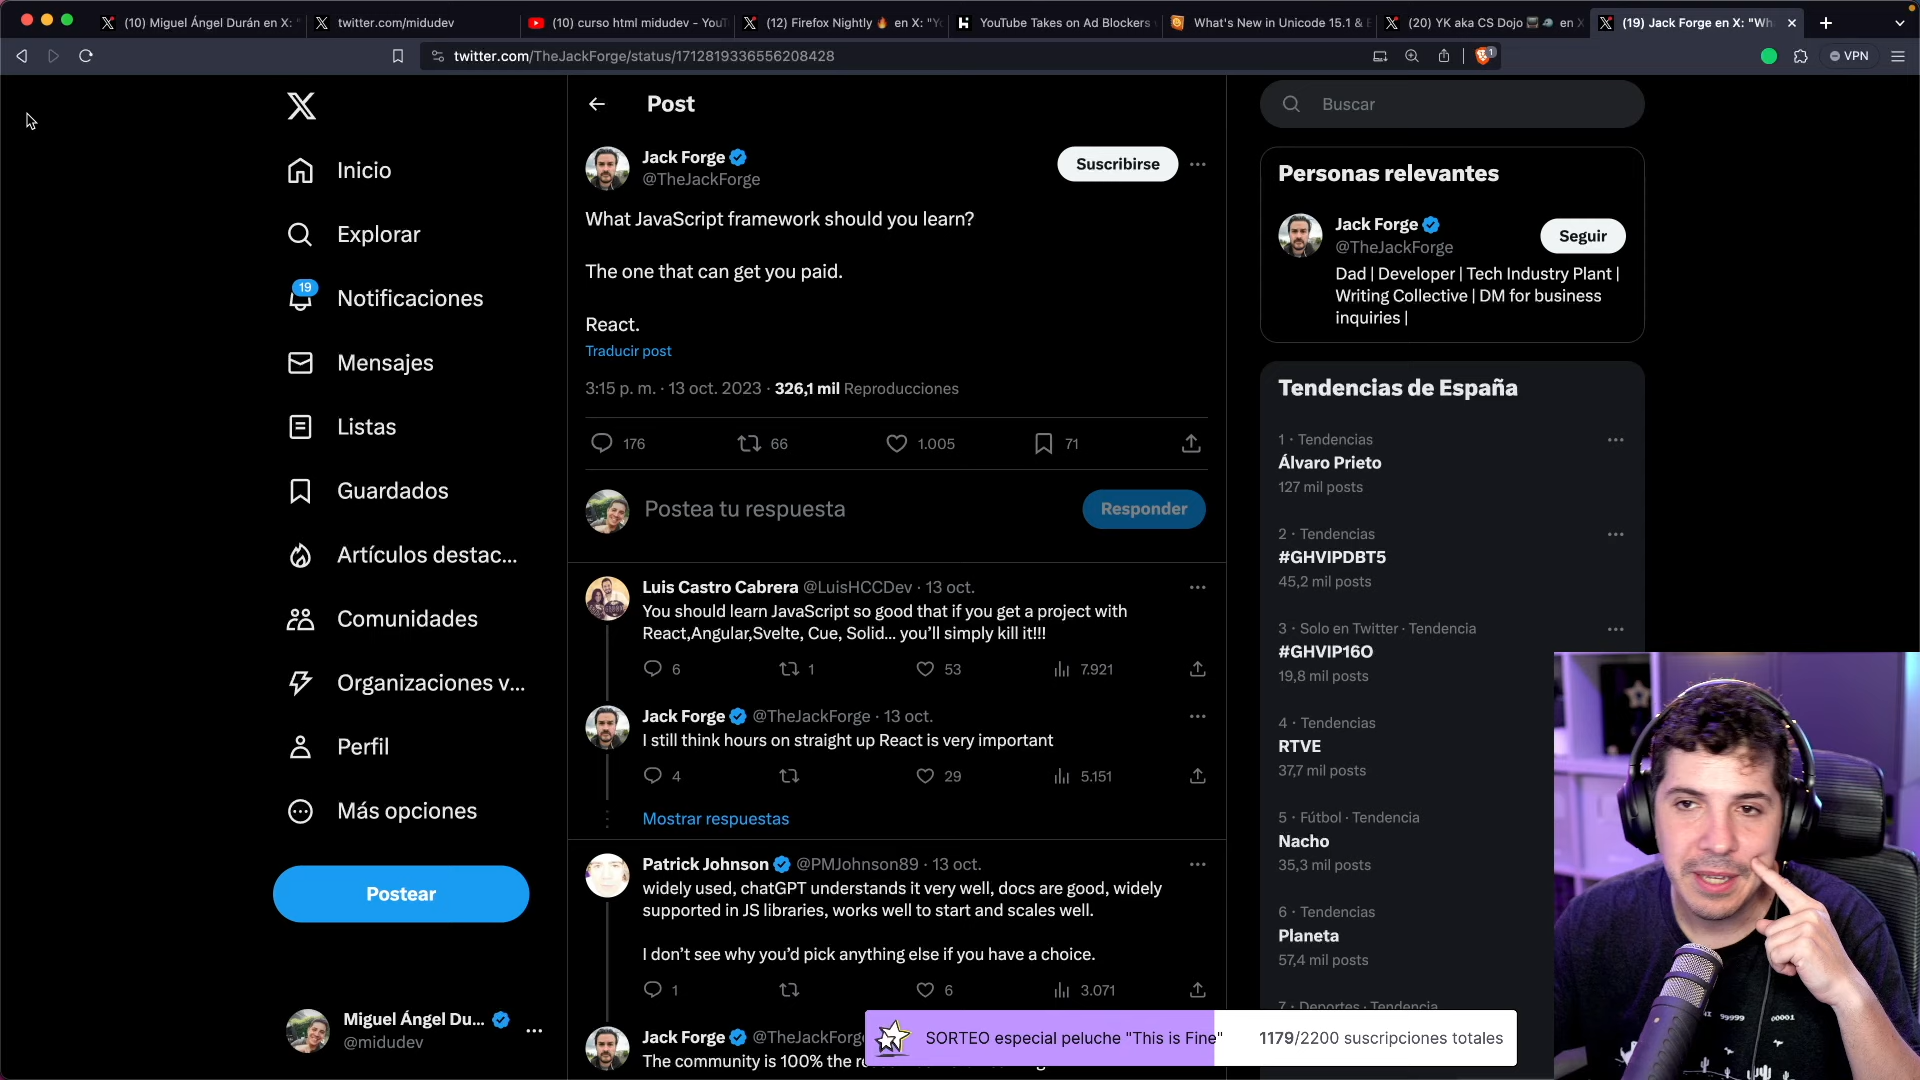 (10) Miguel Ángel Durán en X: "
twitter.com/midudev
(10) curso html midudev - YouT
(12) Firefox Nightly 🔥 en X: "Y
YouTube Takes on Ad Blockers
What's New in Unicode 15.1 & E
(20) YK aka CS Dojo en X
(19) Jack Forge en X: "Wh
twitter.com/TheJackForge/status/1712819336556208428
1
VPN
Inicio
Explorar
19
Notificaciones
Mensajes
Listas
Guardados
Artículos destac...
Comunidades
Organizaciones v...
Perfil
Más opciones
Postear
Miguel Ángel Du...
@midudev
Post
Jack Forge
@TheJackForge
Suscribirse
What JavaScript framework should you learn?
The one that can get you paid.
React.
Traducir post
3:15 p. m. · 13 oct. 2023 · 326,1 mil Reproducciones
176 66 1.005 71
Postea tu respuesta
Responder
Luis Castro Cabrera @LuisHCCDev · 13 oct.
You should learn JavaScript so good that if you get a project with
React,Angular,Svelte, Cue, Solid... you'll simply kill it!!!
6 1 53 7.921
Jack Forge @TheJackForge · 13 oct.
I still think hours on straight up React is very important
4 29 5.151
Mostrar respuestas
Patrick Johnson @PMJohnson89 · 13 oct.
widely used, chatGPT understands it very well, docs are good, widely
supported in JS libraries, works well to start and scales well.
I don't see why you'd pick anything else if you have a choice.
1 6 3.071
Jack Forge @TheJackForg
The community is 100% the
Buscar
Personas relevantes
Jack Forge
@TheJackForge
Seguir
Dad | Developer | Tech Industry Plant |
Writing Collective | DM for business
inquiries |
Tendencias de España
1 · Tendencias
Álvaro Prieto
127 mil posts
2 · Tendencias
#GHVIPDBT5
45,2 mil posts
3 · Solo en Twitter · Tendencia
#GHVIP16O
19,8 mil posts
4 · Tendencias
RTVE
37,7 mil posts
5 · Fútbol · Tendencia
Nacho
35,3 mil posts
6 · Tendencias
Planeta
57,4 mil posts
7 · Deportes · Tendencia
SORTEO especial peluche "This is Fine"
1179/2200 suscripciones totales
99999
00001